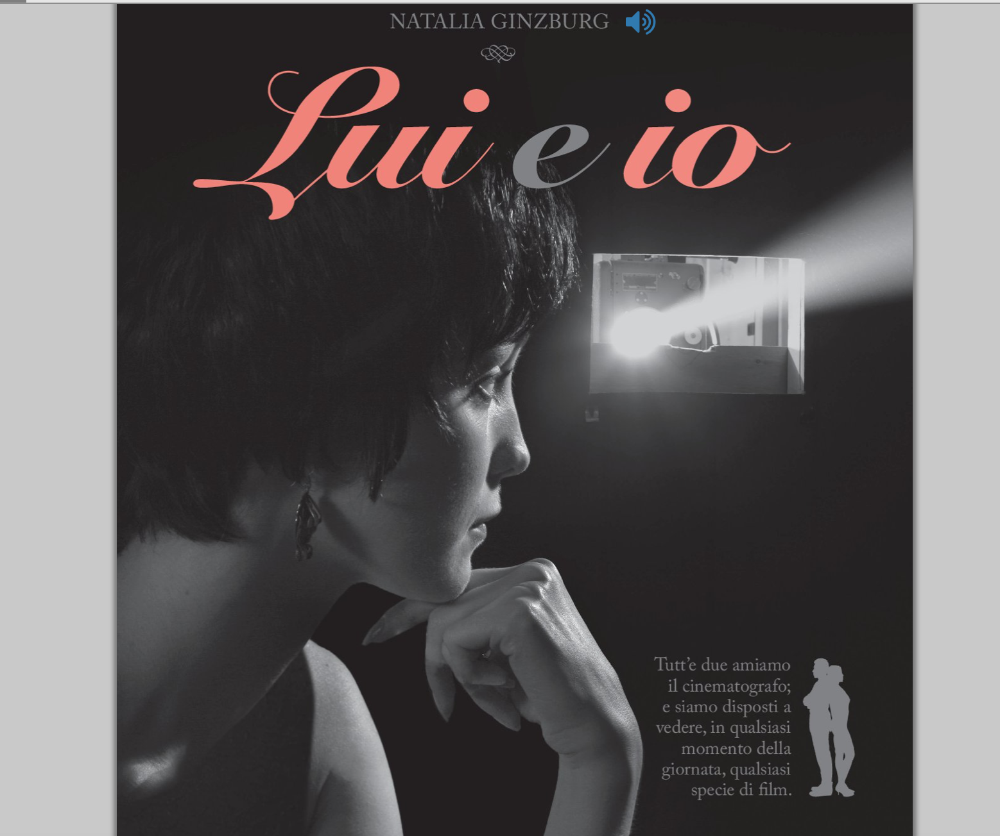 NATALIA GINZBURG
Lui e io
Tutt’e due amiamo
il cinematografo;
e siamo disposti a
vedere, in qualsiasi
momento della
giornata, qualsiasi
specie di film.